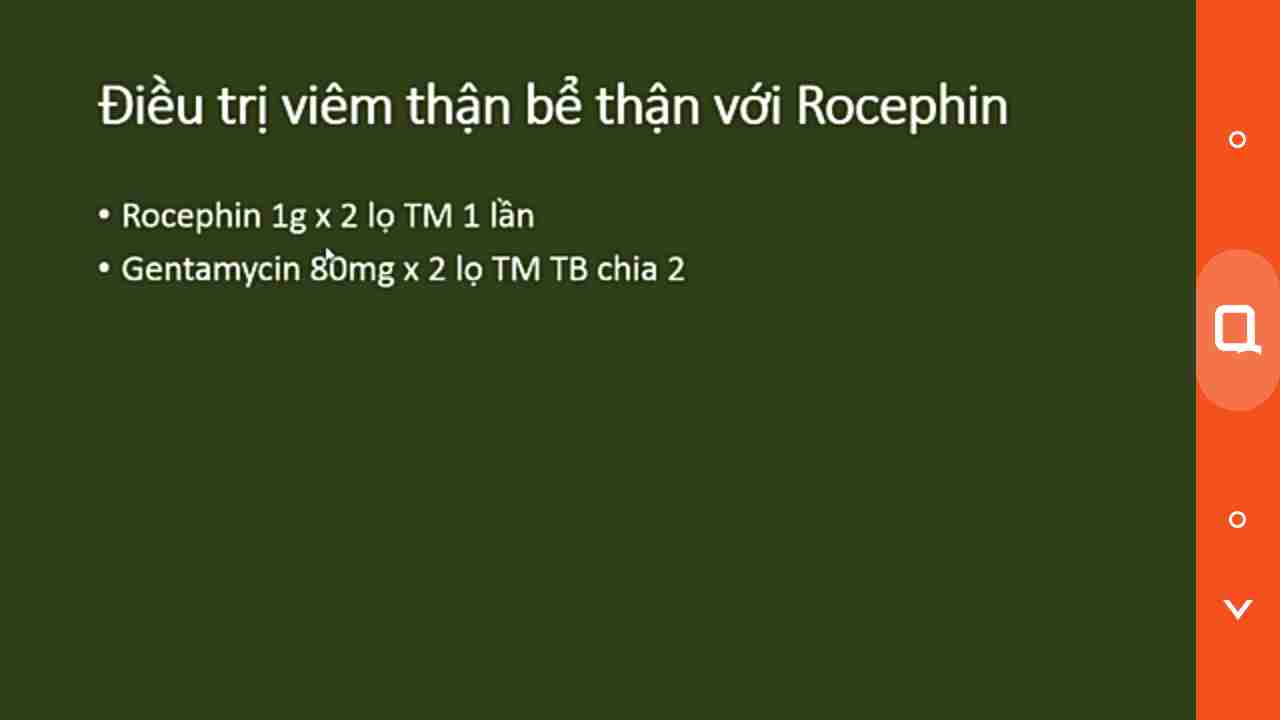 Điều trị viêm thận bể thận với Rocephin
• Rocephin 1g x 2 lọ TM 1 lần
• Gentamycin 80mg x 2 lọ TM TB chia 2